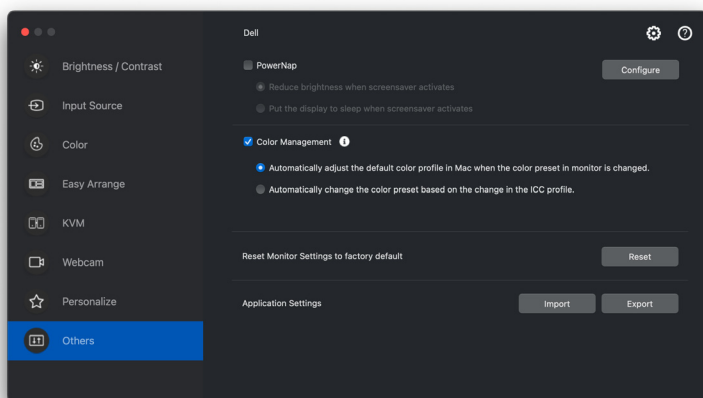 Dell
Brightness / Contrast
Input Source
Color
Easy Arrange
KVM
Webcam
Personalize
Others
PowerNap
Configure
Reduce brightness when screensaver activates
Put the display to sleep when screensaver activates
Color Management
Automatically adjust the default color profile in Mac when the color preset in monitor is changed.
Automatically change the color preset based on the change in the ICC profile.
Reset Monitor Settings to factory default
Reset
Application Settings
Import
Export